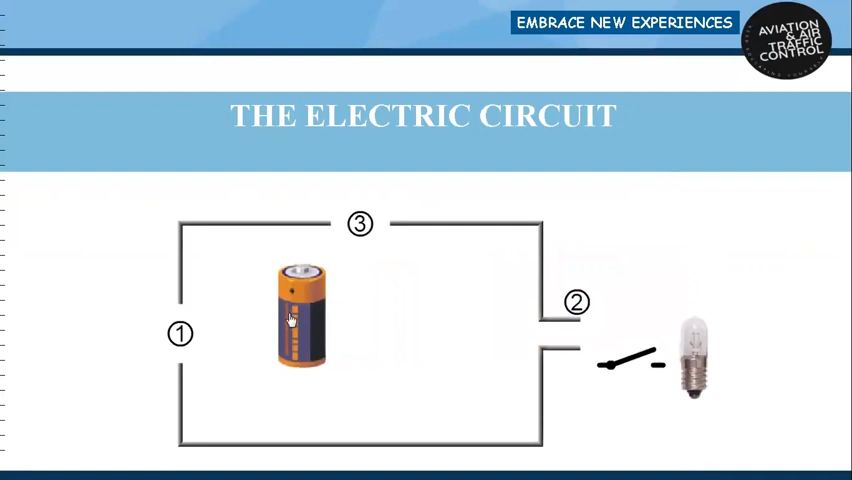 EMBRACE NEW EXPERIENCES
AVIATION
& AIR
TRAFFIC
CONTROL
THE ELECTRIC CIRCUIT
3
2
1